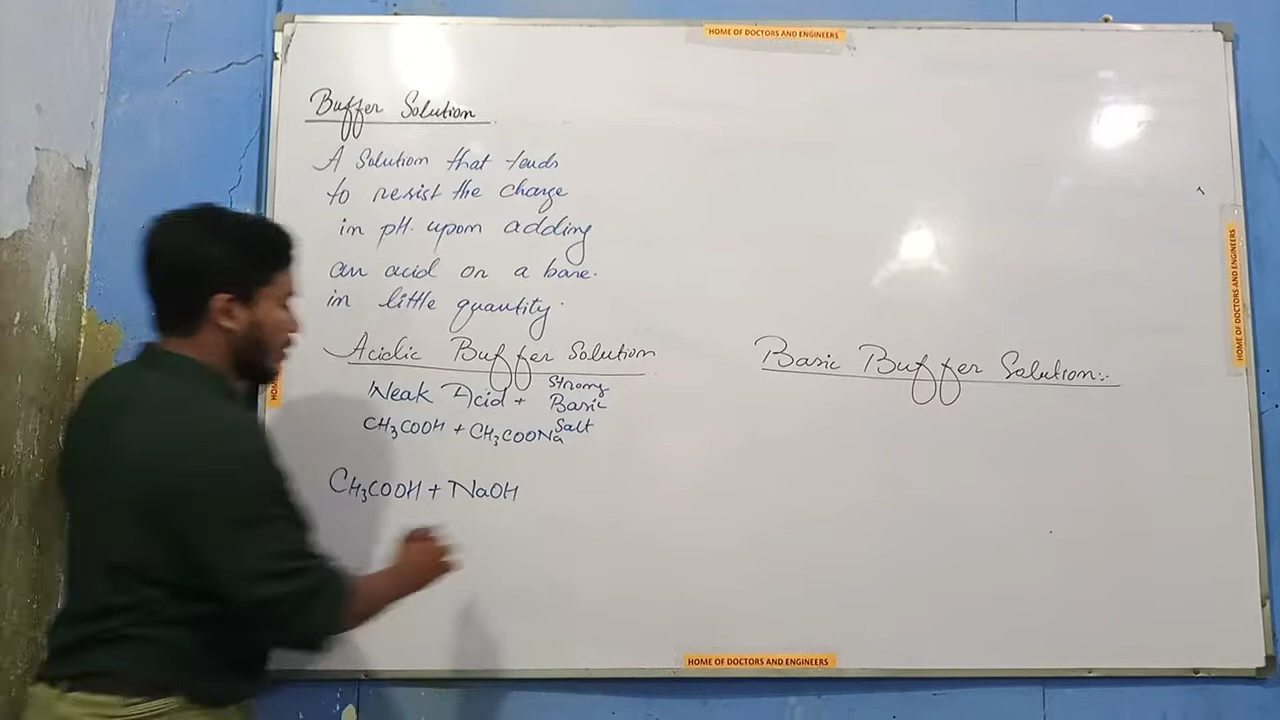 HOME OF DOCTORS AND ENGINEERS
Buffer Solution
A Solution that tends
to resist the change
in pH. upon adding
an acid or a base.
in little quantity.
Acidic Buffer Solution
Weak Acid + Strong Basic Salt
CH₃COOH + CH₃COONa
CH₃COOH + NaOH
Basic Buffer Solution:-
HOME OF DOCTORS AND ENGINEERS
HOM
HOME OF DOCTORS AND ENGINEERS